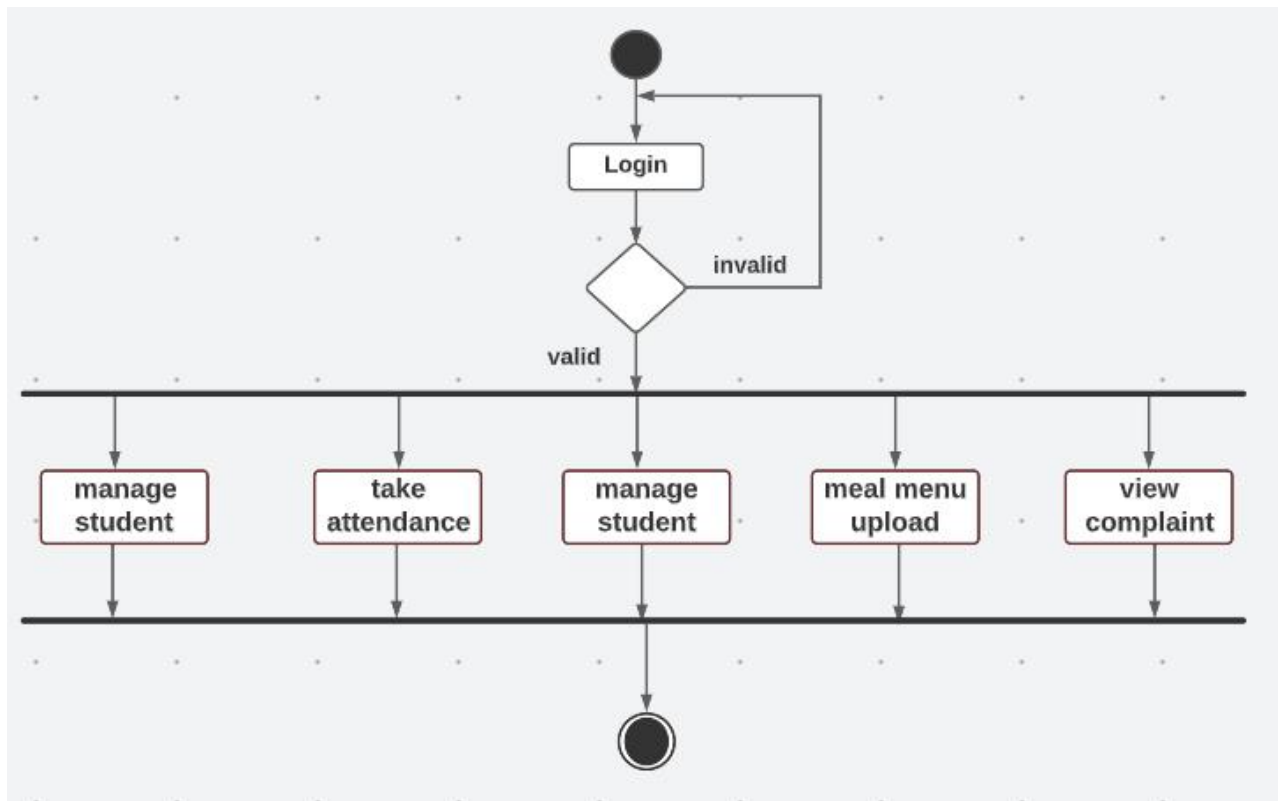 Login
invalid
valid
manage
student
take
attendance
manage
student
meal menu
upload
view
complaint